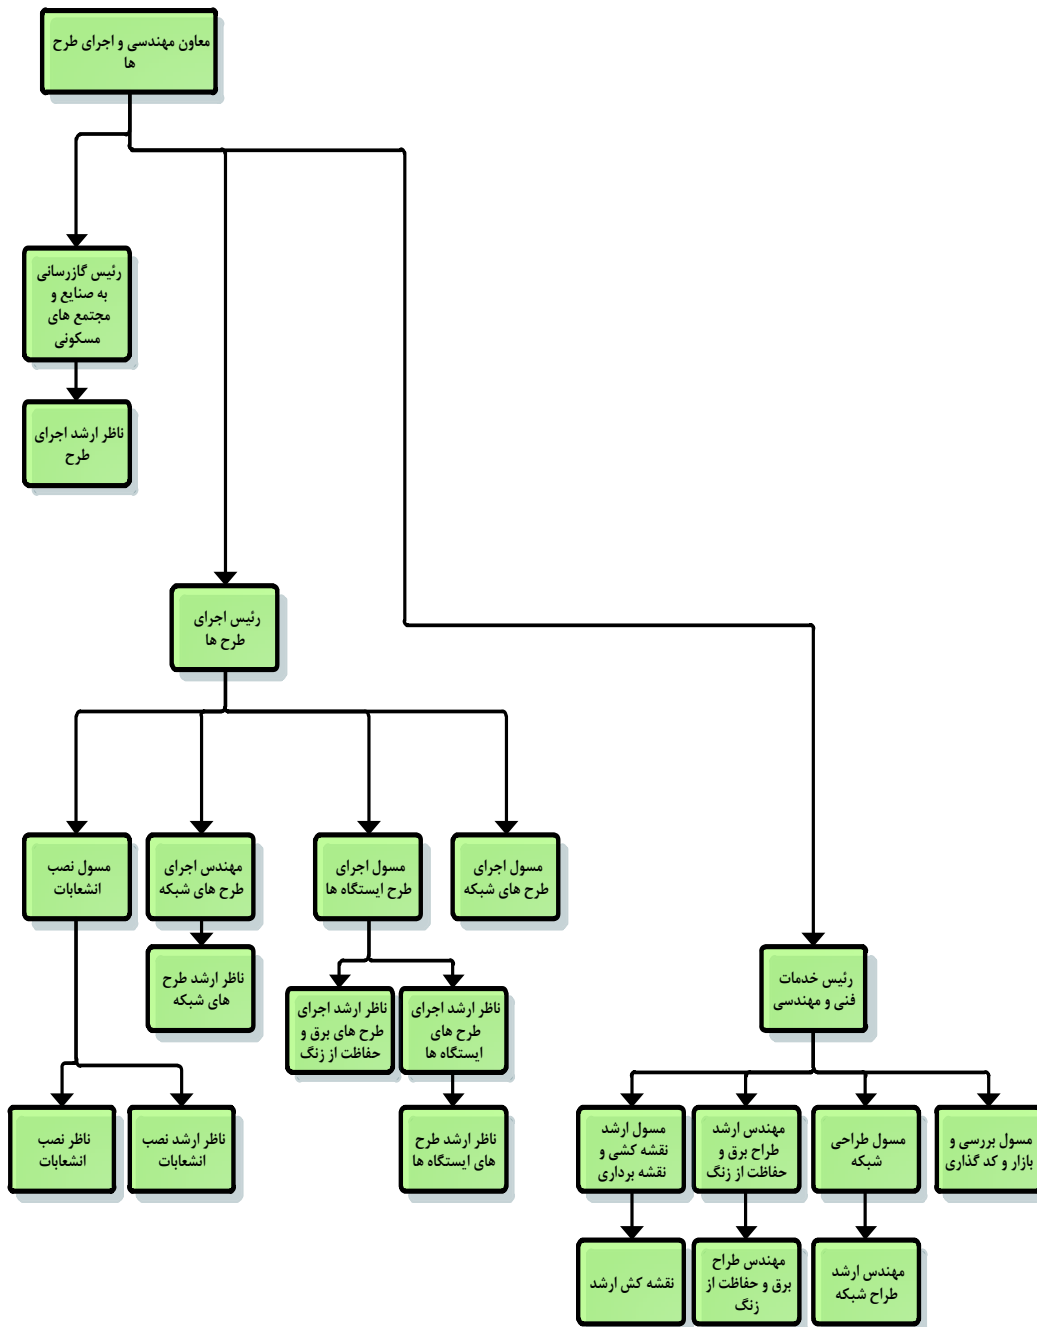 معاون مهندسی و اجرای طرح
ها
رئیس گازرسانی
به صنایع و
مجتمع های
مسکونی
ناظر ارشد اجرای
طرح
رئیس اجرای
طرح ها
مسول اجرای
طرح های شبکه
مسول اجرای
طرح ایستگاه ها
مهندس اجرای
طرح های شبکه
مسول نصب
انشعابات
ناظر ارشد طرح
های شبکه
ناظر ارشد اجرای
طرح های
ایستگاه ها
ناظر ارشد اجرای
طرح های برق و
حفاظت از زنگ
ناظر ارشد طرح
های ایستگاه ها
ناظر ارشد نصب
انشعابات
ناظر نصب
انشعابات
رئیس خدمات
فنی و مهندسی
مسول بررسی و
بازار و کد گذاری
مسول طراحی
شبکه
مهندس ارشد
طراح برق و
حفاظت از زنگ
مسول ارشد
نقشه کشی و
نقشه برداری
مهندس ارشد
طراح شبکه
مهندس طراح
برق و حفاظت از
زنگ
نقشه کش ارشد